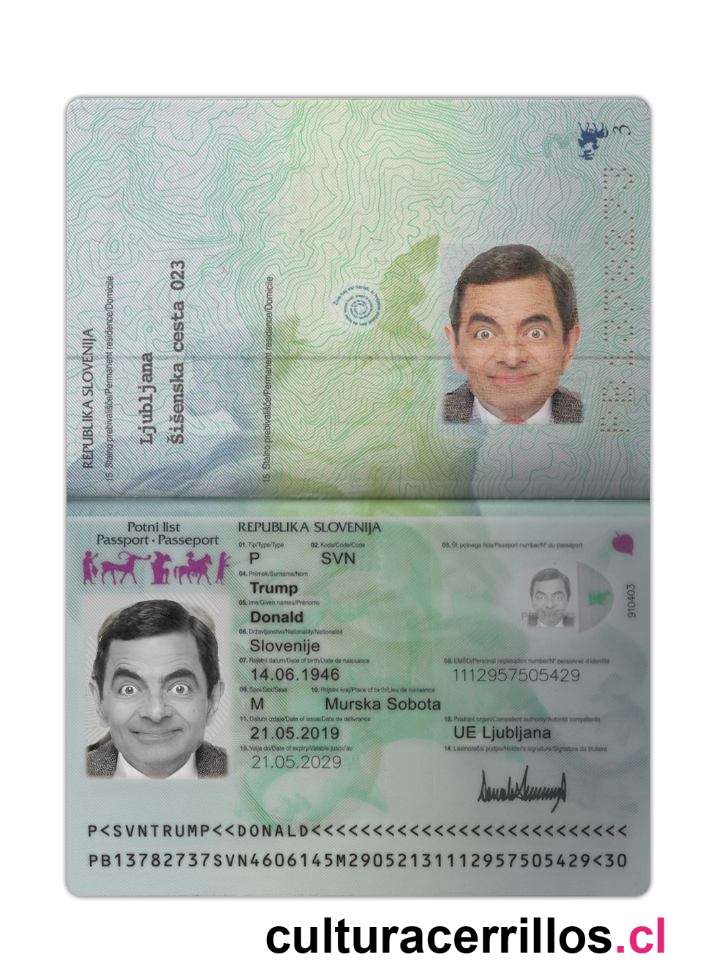 3
REPUBLIKA SLOVENIJA
15. Stalno prebivališče/Permanent residence/Domicile
Ljubljana
Šišenska cesta 023
15. Stalno prebivališče/Permanent residence/Domicile
Potni list
Passport · Passeport
REPUBLIKA SLOVENIJA
01. Tip/Type/Type
02. Koda/Code/Code
03. Št. potnega lista/Passport number/N° du passeport
P
SVN
04. Priimek/Surname/Nom
Trump
05. Ime/Given names/Prénoms
Donald
06. Državljanstvo/Nationality/Nationalité
Slovenije
910403
07. Rojstni datum/Date of birth/Date de naissance
08. EMŠO/Personal registration number/N° personnel d'identité
14.06.1946
1112957505429
09. Spol/Sex/Sexe
10. Rojstni kraj/Place of birth/Lieu de naissance
M
Murska Sobota
11. Datum izdaje/Date of issue/Date de délivrance
12. Pristojni organ/Competent authority/Autorité compétente
21.05.2019
UE Ljubljana
13. Velja do/Date of expiry/Valable jusqu'au
14. Lastnoročni podpis/Holder's signature/Signature du titulaire
21.05.2029
P<SVNTRUMP<<DONALD<<<<<<<<<<<<<<<<<<<<<<<<<<
PB13782737SVN4606145M2905213111295750542​9<30
culturacerrillos.cl